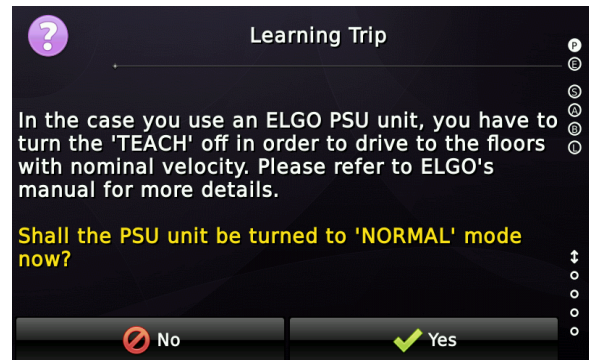 Learning Trip
In the case you use an ELGO PSU unit, you have to
turn the 'TEACH' off in order to drive to the floors
with nominal velocity. Please refer to ELGO's
manual for more details.
Shall the PSU unit be turned to 'NORMAL' mode
now?
No
Yes
P
E
S
A
B
L